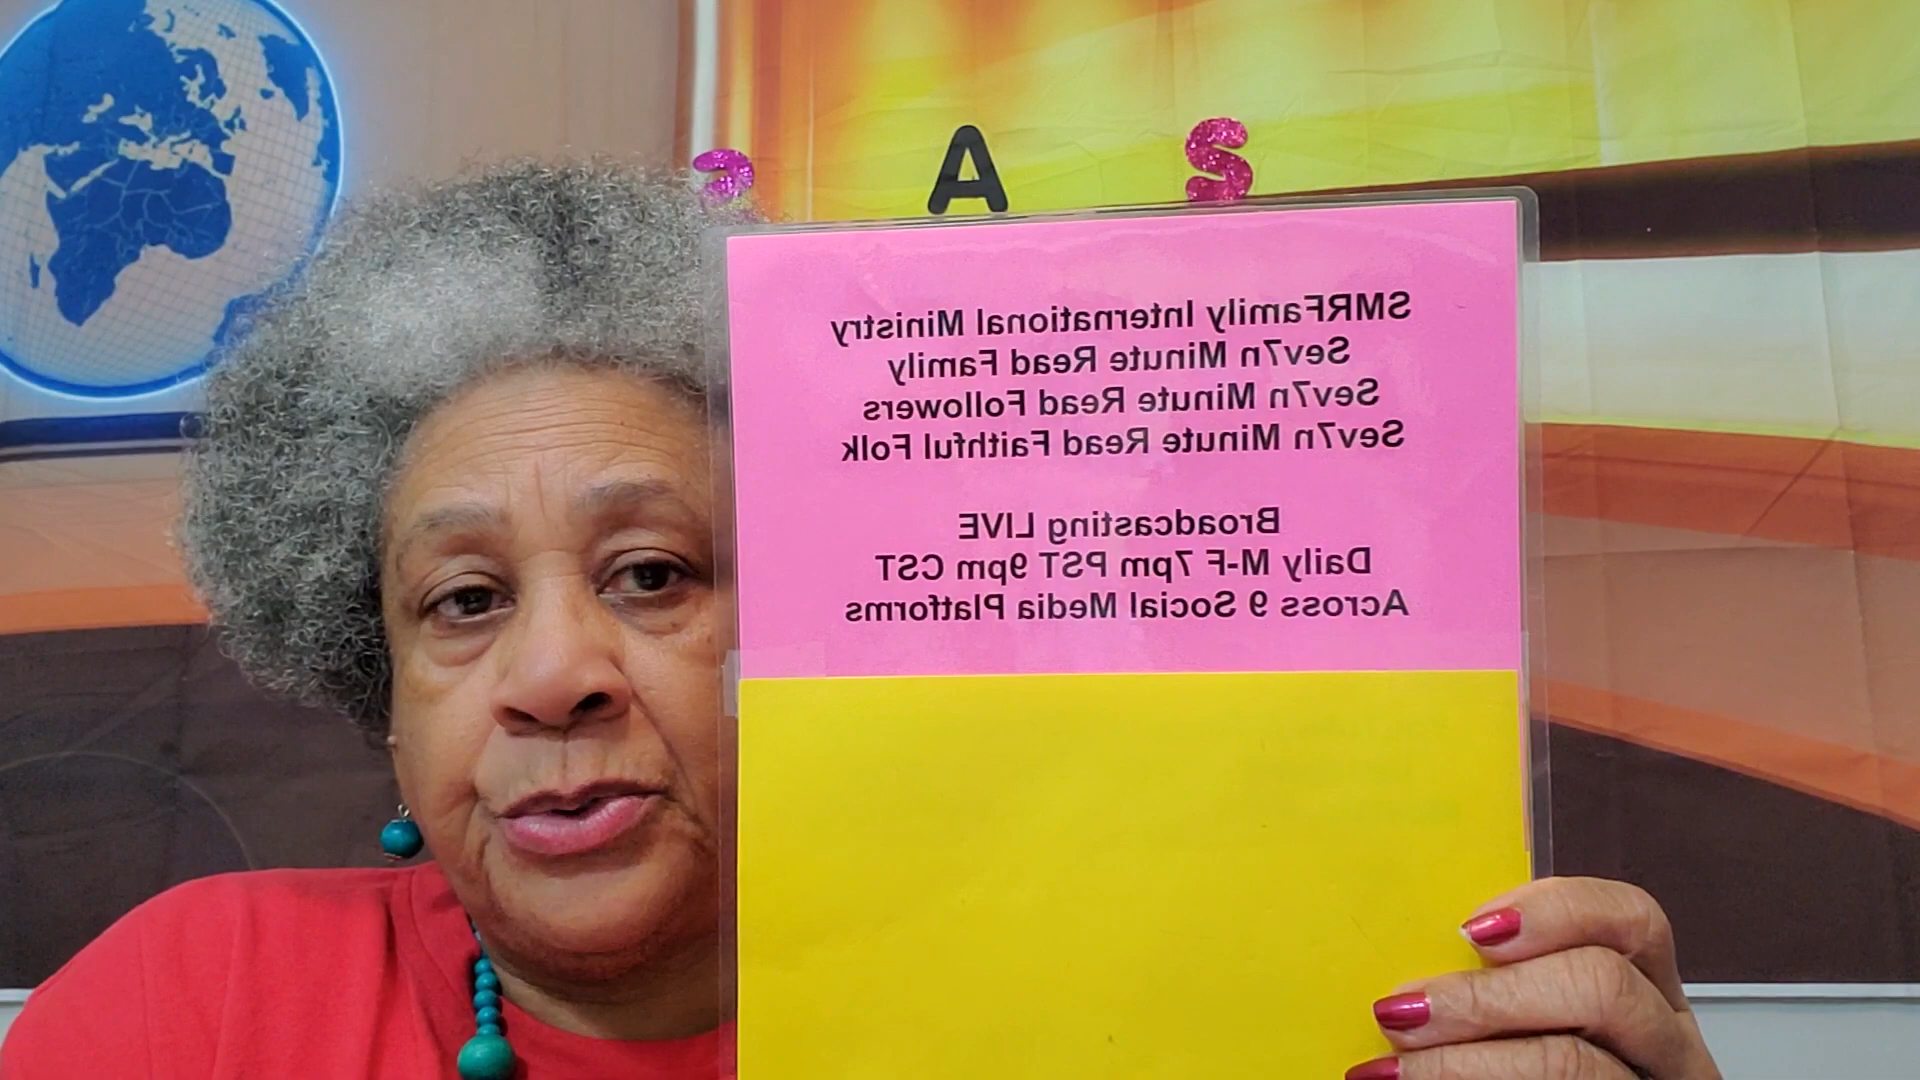 S A S
SMRFamily International Ministry
Sev7n Minute Read Family
Sev7n Minute Read Followers
Sev7n Minute Read Faithful Folk
Broadcasting LIVE
Daily M-F 7pm PST 9pm CST
Across 9 Social Media Platforms